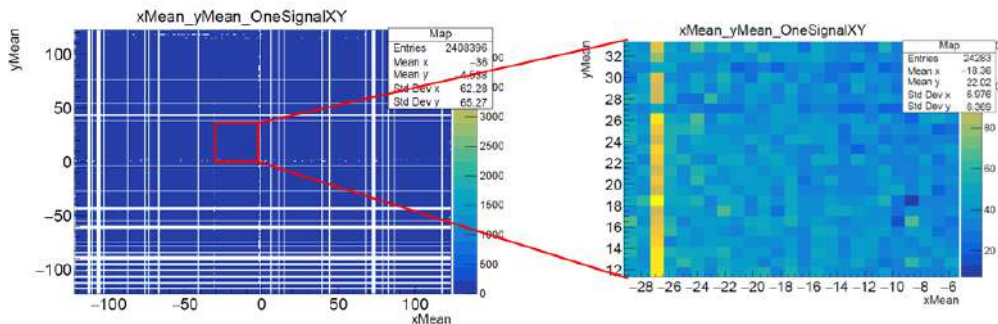 xMean_yMean_OneSignalXY
yMean
Map
Entries 2408396
Mean x -36
Mean y 4.538
Std Dev x 62.28
Std Dev y 65.27
100
50
0
−50
−100
−100 −50 0 50 100
xMean
3000
2500
2000
1500
1000
500
0
xMean_yMean_OneSignalXY
yMean
Map
Entries 24283
Mean x -18.36
Mean y 22.02
Std Dev x 6.976
Std Dev y 6.369
32
30
28
26
24
22
20
18
16
14
12
−28 −26 −24 −22 −20 −18 −16 −14 −12 −10 −8 −6
xMean
80
60
40
20